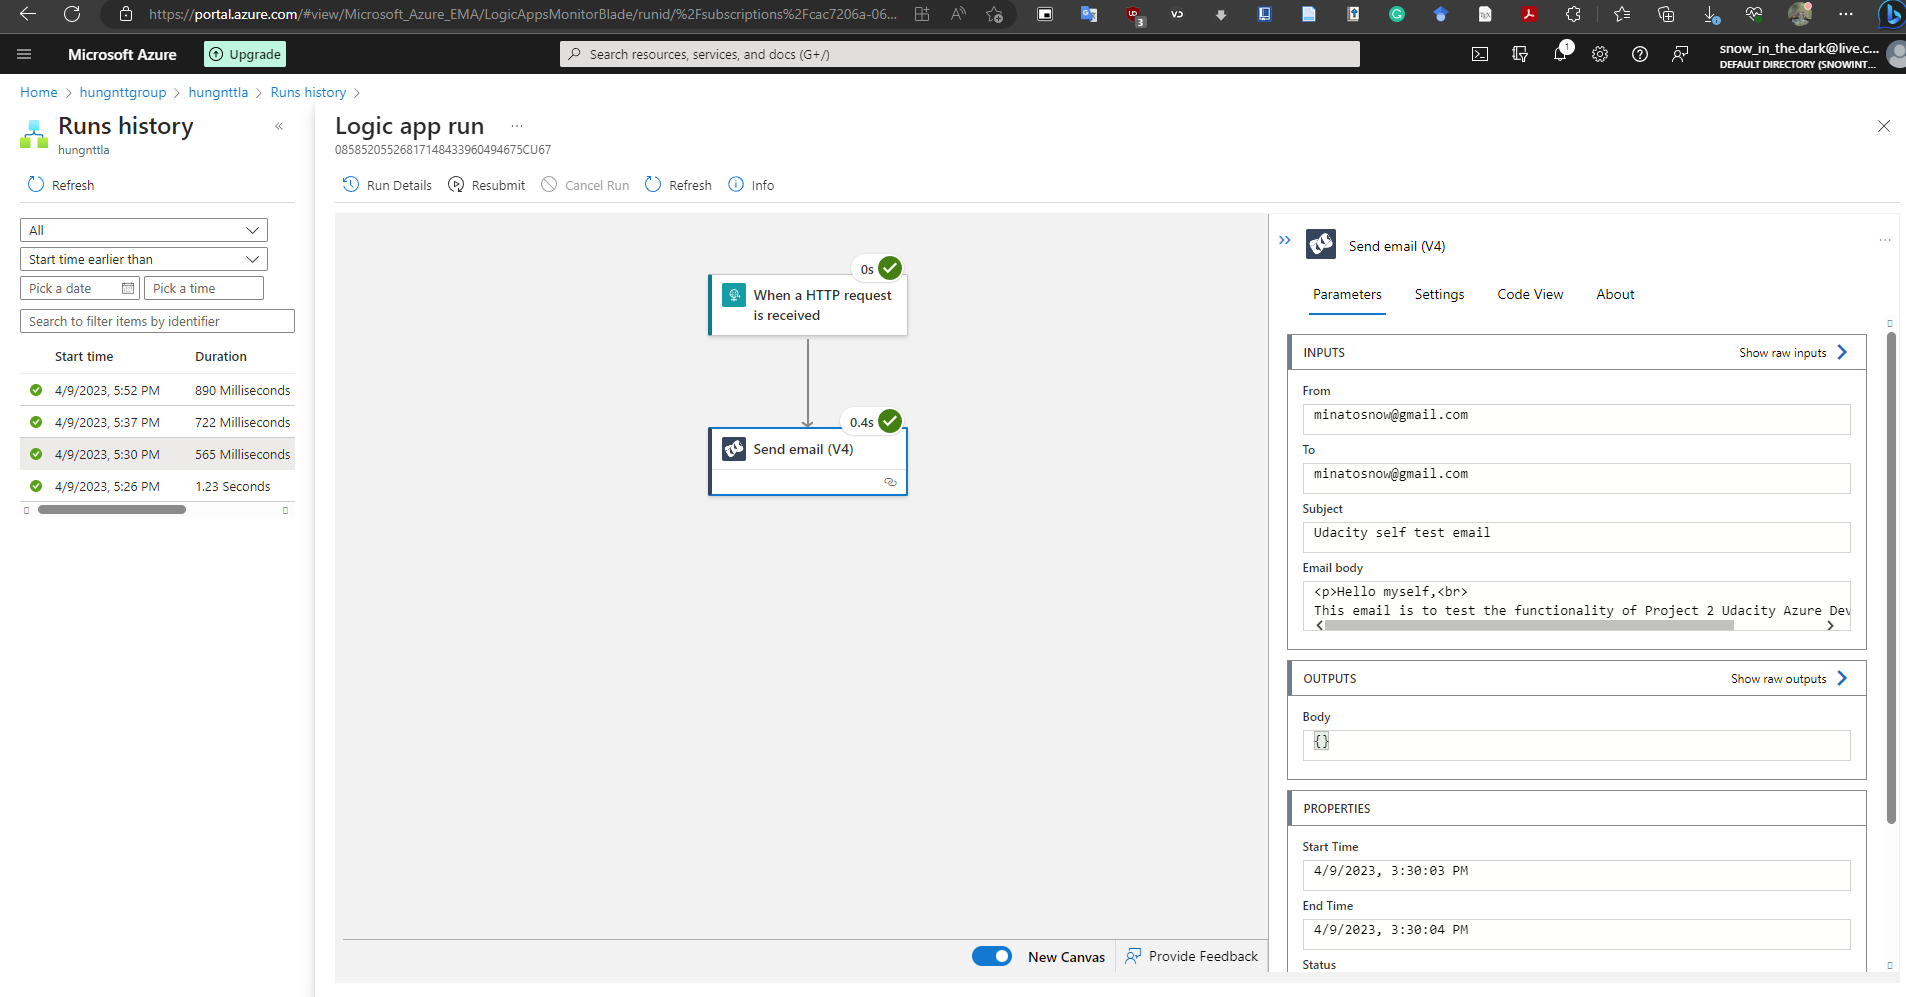 https://portal.azure.com/#view/Microsoft_Azure_EMA/LogicAppsMonitorBlade/runid/%2Fsubscriptions%2Fcac7206a-06...
Microsoft Azure
Upgrade
Search resources, services, and docs (G+/)
1
snow_in_the.dark@live.c...
DEFAULT DIRECTORY (SNOWINT...
Home > hungnttgroup > hungnttla > Runs history >
Runs history
hungnttla
Refresh
All
Start time earlier than
Pick a date
Pick a time
Search to filter items by identifier
Start time Duration
4/9/2023, 5:52 PM 890 Milliseconds
4/9/2023, 5:37 PM 722 Milliseconds
4/9/2023, 5:30 PM 565 Milliseconds
4/9/2023, 5:26 PM 1.23 Seconds
Logic app run ...
08585205526817148433960494675CU67
Run Details Resubmit Cancel Run Refresh Info
0s
When a HTTP request
is received
0.4s
Send email (V4)
New Canvas
Provide Feedback
Send email (V4)
Parameters Settings Code View About
INPUTS
Show raw inputs
From
minatosnow@gmail.com
To
minatosnow@gmail.com
Subject
Udacity self test email
Email body
<p>Hello myself,<br>
This email is to test the functionality of Project 2 Udacity Azure Dev
OUTPUTS
Show raw outputs
Body
{}
PROPERTIES
Start Time
4/9/2023, 3:30:03 PM
End Time
4/9/2023, 3:30:04 PM
Status